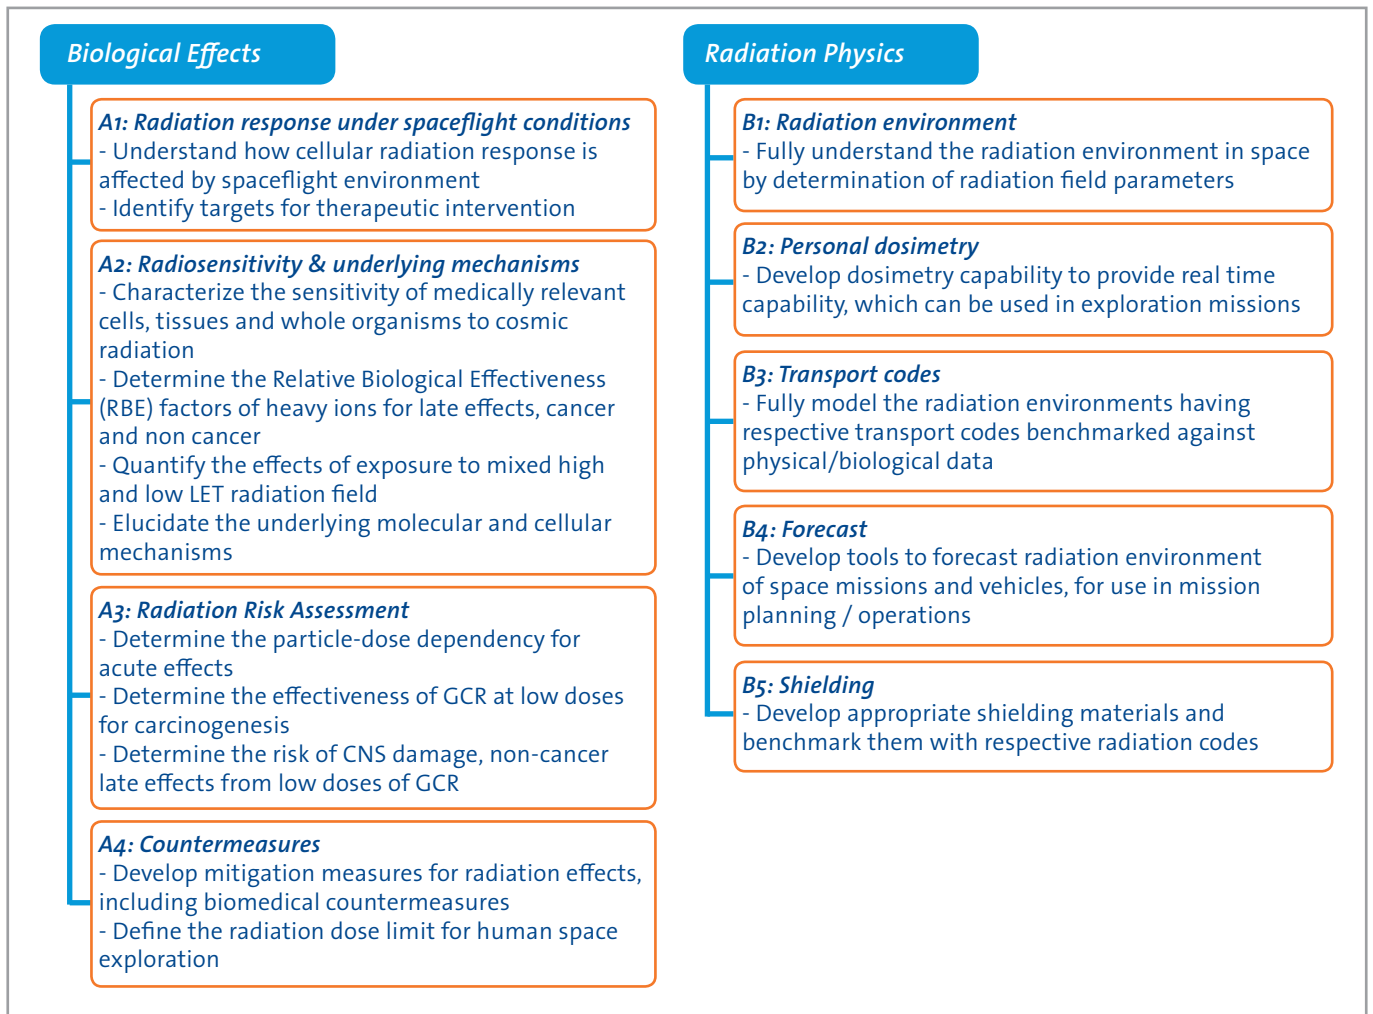 Biological Effects
A1: Radiation response under spaceflight conditions
- Understand how cellular radiation response is
affected by spaceflight environment
- Identify targets for therapeutic intervention
A2: Radiosensitivity & underlying mechanisms
- Characterize the sensitivity of medically relevant
cells, tissues and whole organisms to cosmic
radiation
- Determine the Relative Biological Effectiveness
(RBE) factors of heavy ions for late effects, cancer
and non cancer
- Quantify the effects of exposure to mixed high
and low LET radiation field
- Elucidate the underlying molecular and cellular
mechanisms
A3: Radiation Risk Assessment
- Determine the particle-dose dependency for
acute effects
- Determine the effectiveness of GCR at low doses
for carcinogenesis
- Determine the risk of CNS damage, non-cancer
late effects from low doses of GCR
A4: Countermeasures
- Develop mitigation measures for radiation effects,
including biomedical countermeasures
- Define the radiation dose limit for human space
exploration
Radiation Physics
B1: Radiation environment
- Fully understand the radiation environment in space
by determination of radiation field parameters
B2: Personal dosimetry
- Develop dosimetry capability to provide real time
capability, which can be used in exploration missions
B3: Transport codes
- Fully model the radiation environments having
respective transport codes benchmarked against
physical/biological data
B4: Forecast
- Develop tools to forecast radiation environment
of space missions and vehicles, for use in mission
planning / operations
B5: Shielding
- Develop appropriate shielding materials and
benchmark them with respective radiation codes